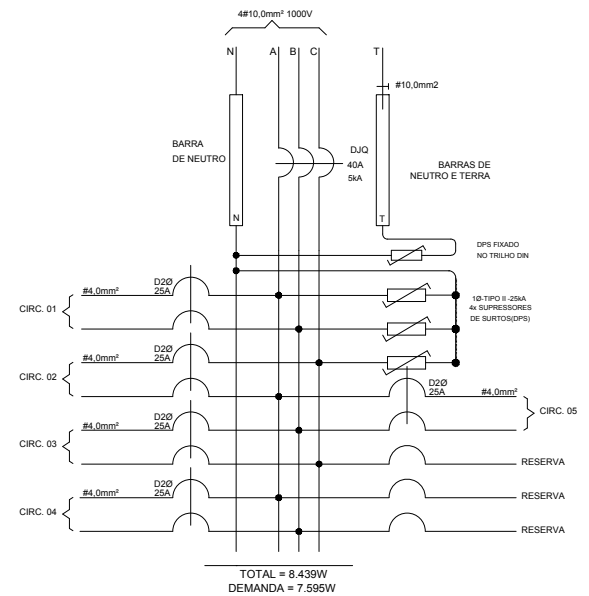 4#10,0mm² 1000V
N A B C T
#10,0mm2
BARRA
DE NEUTRO
DJQ
40A
5kA
BARRAS DE
NEUTRO E TERRA
N
T
DPS FIXADO
NO TRILHO DIN
D2Ø
25A
#4,0mm²
CIRC. 01
1Ø-TIPO II -25kA
4x SUPRESSORES
DE SURTOS(DPS)
D2Ø
25A
#4,0mm²
CIRC. 02
D2Ø
25A
#4,0mm²
CIRC. 05
D2Ø
25A
#4,0mm²
CIRC. 03
RESERVA
D2Ø
25A
#4,0mm²
CIRC. 04
RESERVA
RESERVA
TOTAL = 8.439W
DEMANDA = 7.595W